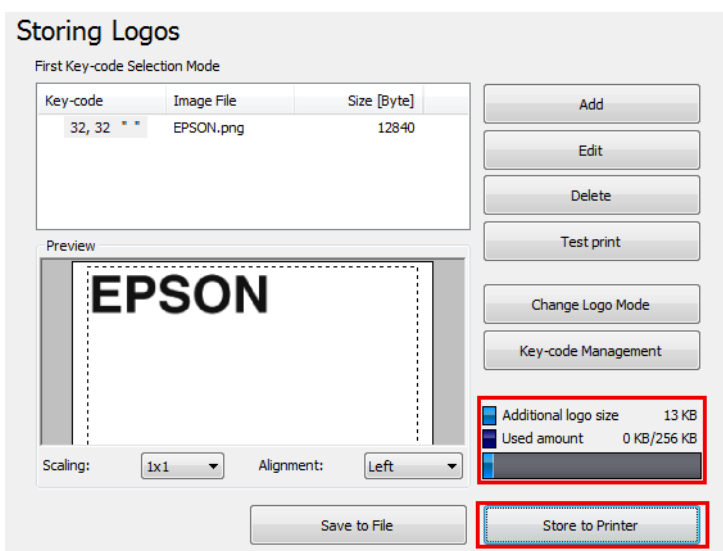 Storing Logos
First Key-code Selection Mode
Key-code Image File Size [Byte]
32, 32 " " EPSON.png 12840
Add
Edit
Delete
Test print
Preview
EPSON
Change Logo Mode
Key-code Management
Additional logo size 13 KB
Used amount 0 KB/256 KB
Scaling: 1x1 Alignment: Left
Save to File Store to Printer